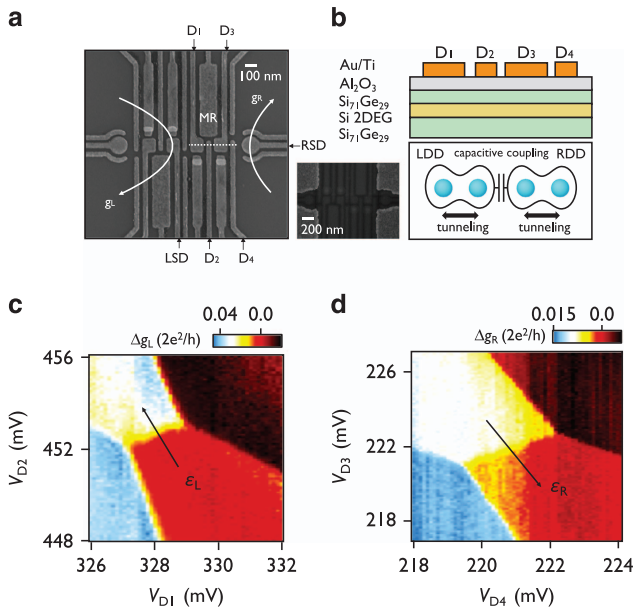 a
D1 D3
100 nm
MR
gR
gL
RSD
LSD D2 D4
200 nm
b
D1 D2 D3 D4
Au/Ti
Al2O3
Si71Ge29
Si 2DEG
Si71Ge29
LDD capacitive coupling RDD
tunneling tunneling
c
0.04 0.0
ΔgL (2e²/h)
456
452
448
VD2 (mV)
εL
326 328 330 332
VD1 (mV)
d
0.015 0.0
ΔgR (2e²/h)
226
222
218
VD3 (mV)
εR
218 220 222 224
VD4 (mV)